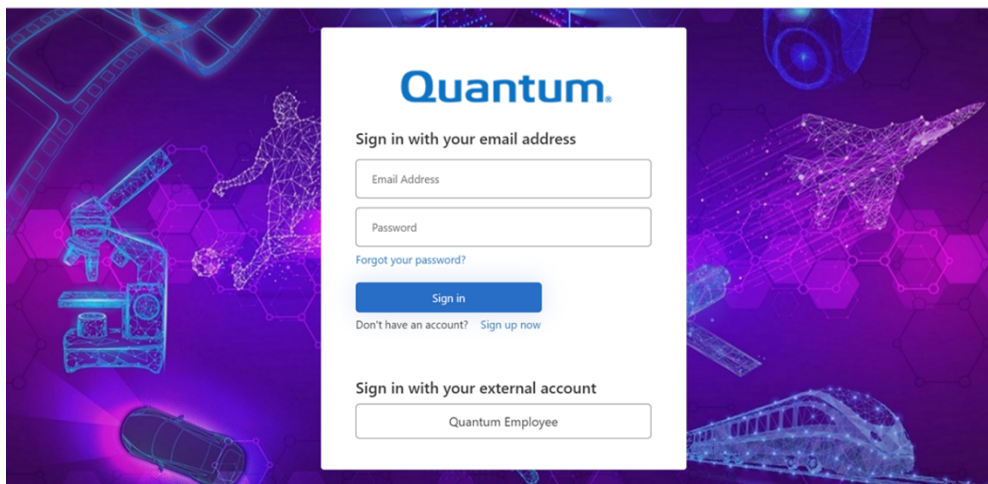 Quantum®
Sign in with your email address
Email Address
Password
Forgot your password?
Sign in
Don't have an account? Sign up now
Sign in with your external account
Quantum Employee